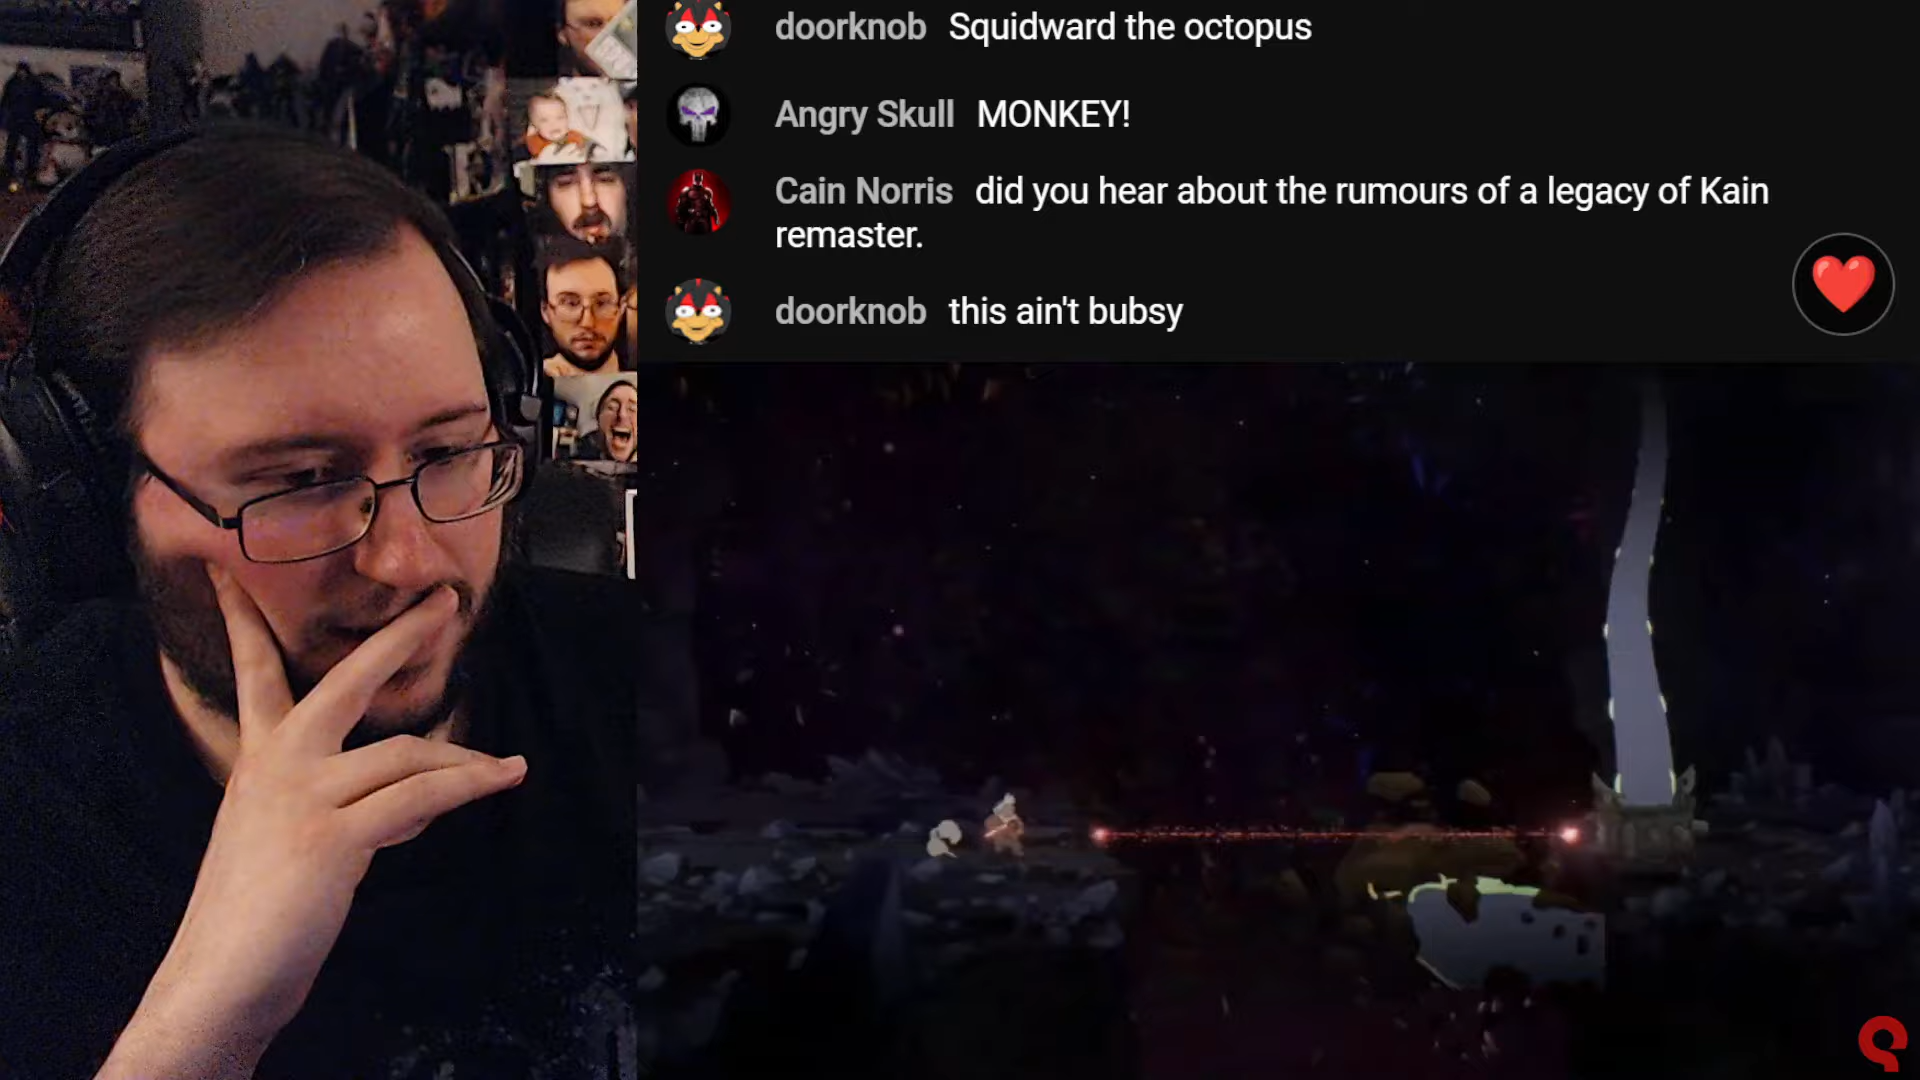 doorknob Squidward the octopus
Angry Skull MONKEY!
Cain Norris did you hear about the rumours of a legacy of Kain
remaster.
doorknob this ain't bubsy